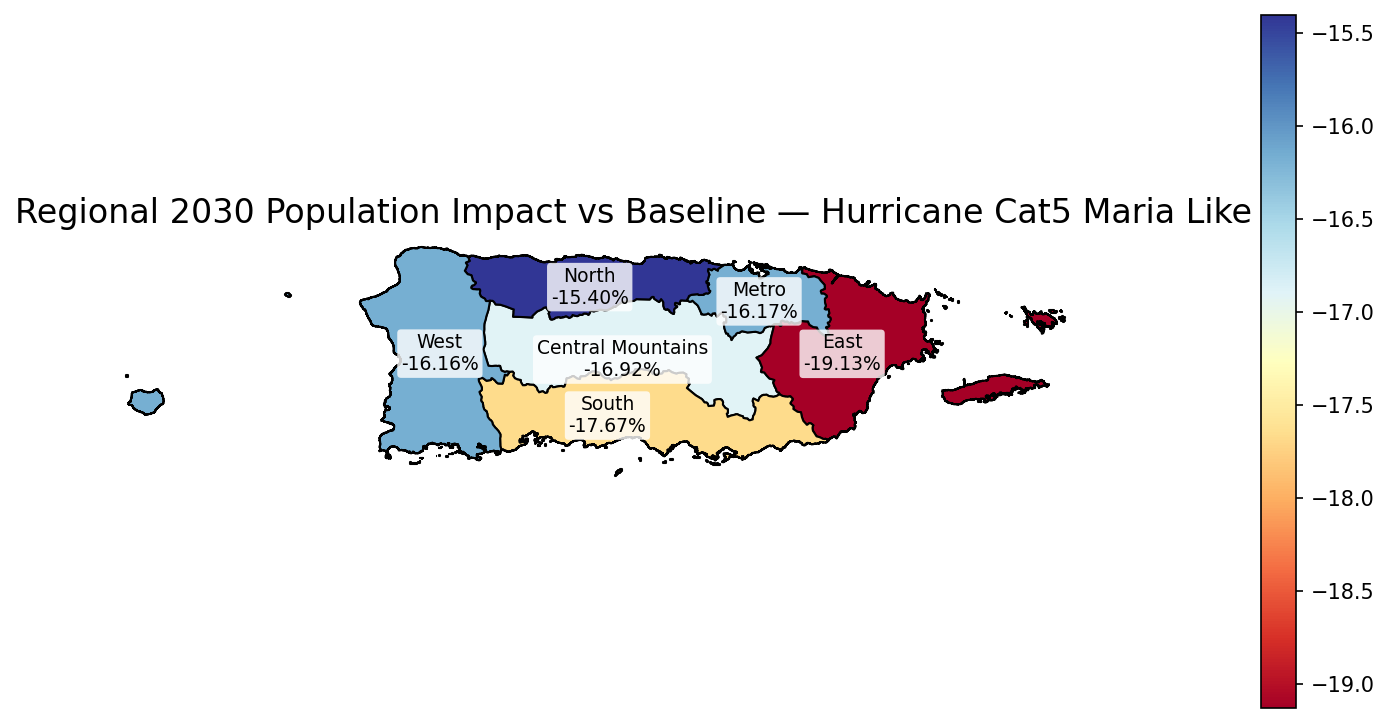 Regional 2030 Population Impact vs Baseline — Hurricane Cat5 Maria Like
North
-15.40%
Metro
-16.17%
West
-16.16%
Central Mountains
-16.92%
East
-19.13%
South
-17.67%
−15.5
−16.0
−16.5
−17.0
−17.5
−18.0
−18.5
−19.0